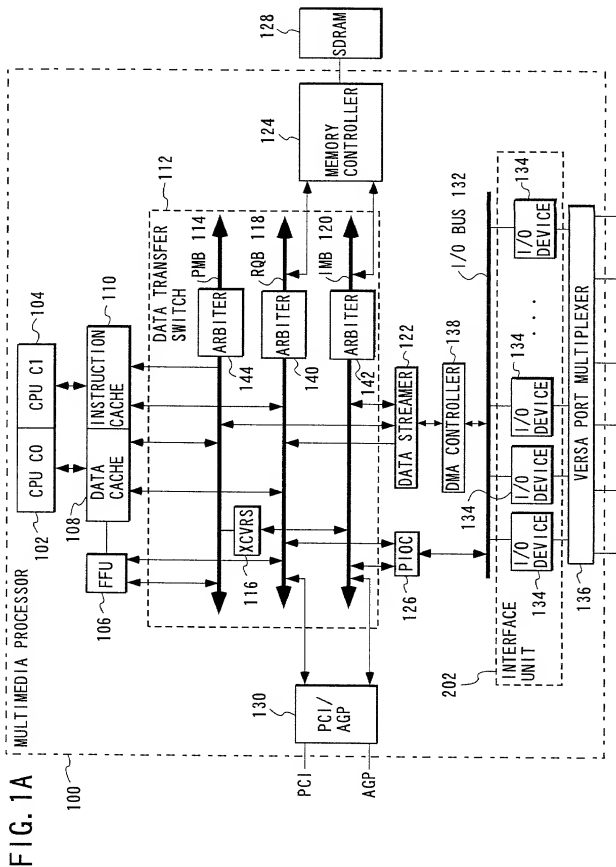 FIG. 1A
100
MULTIMEDIA PROCESSOR
102
CPU C0
CPU C1
104
106
FFU
108
DATA CACHE
INSTRUCTION CACHE
110
DATA TRANSFER SWITCH
112
ARBITER
144
PMB 114
XCVRS
116
ARBITER
140
RQB 118
ARBITER
142
IMB 120
MEMORY CONTROLLER
124
SDRAM
128
130
PCI/
AGP
PCI
AGP
PIOC
126
DATA STREAMER
122
DMA CONTROLLER
138
I/O BUS 132
202
INTERFACE
UNIT
I/O
DEVICE
134
I/O
DEVICE
134
I/O
DEVICE
134
. . . .
I/O
DEVICE
134
136
VERSA PORT MULTIPLEXER